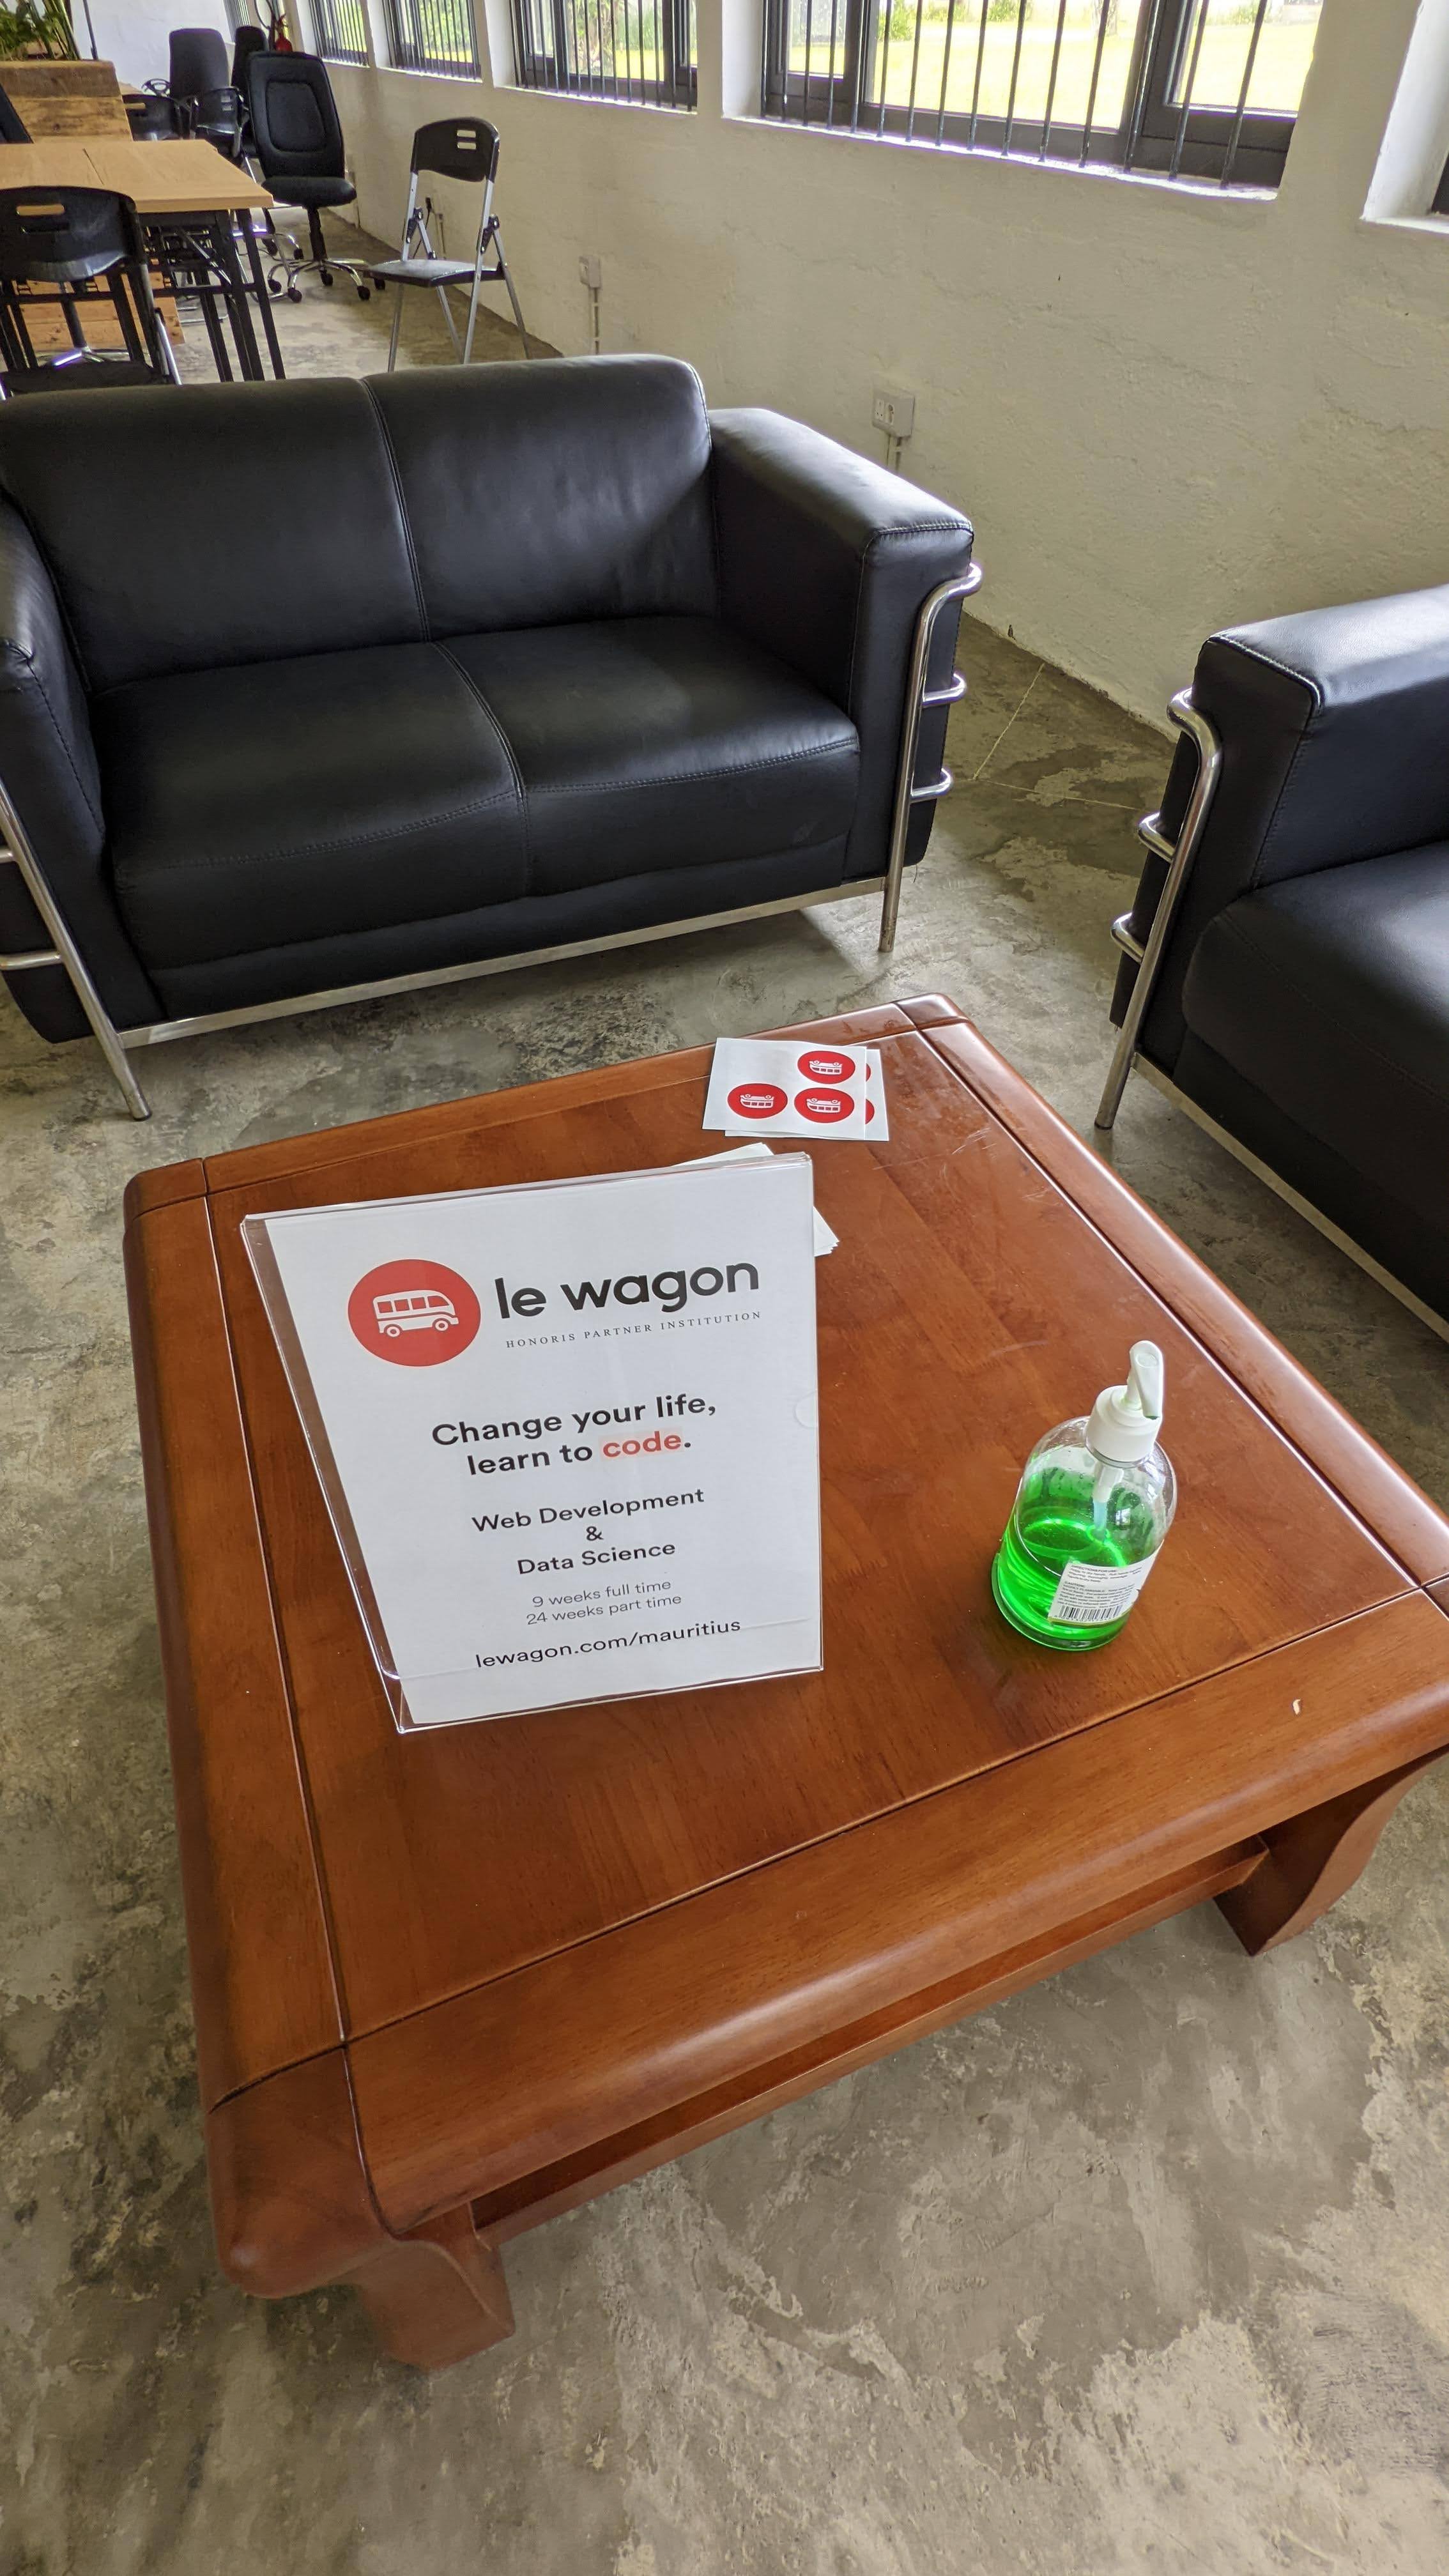 le wagon
HONORIS PARTNER INSTITUTION
Change your life,
learn to code.
Web Development
&
Data Science
9 weeks full time
24 weeks part time
lewagon.com/mauritius